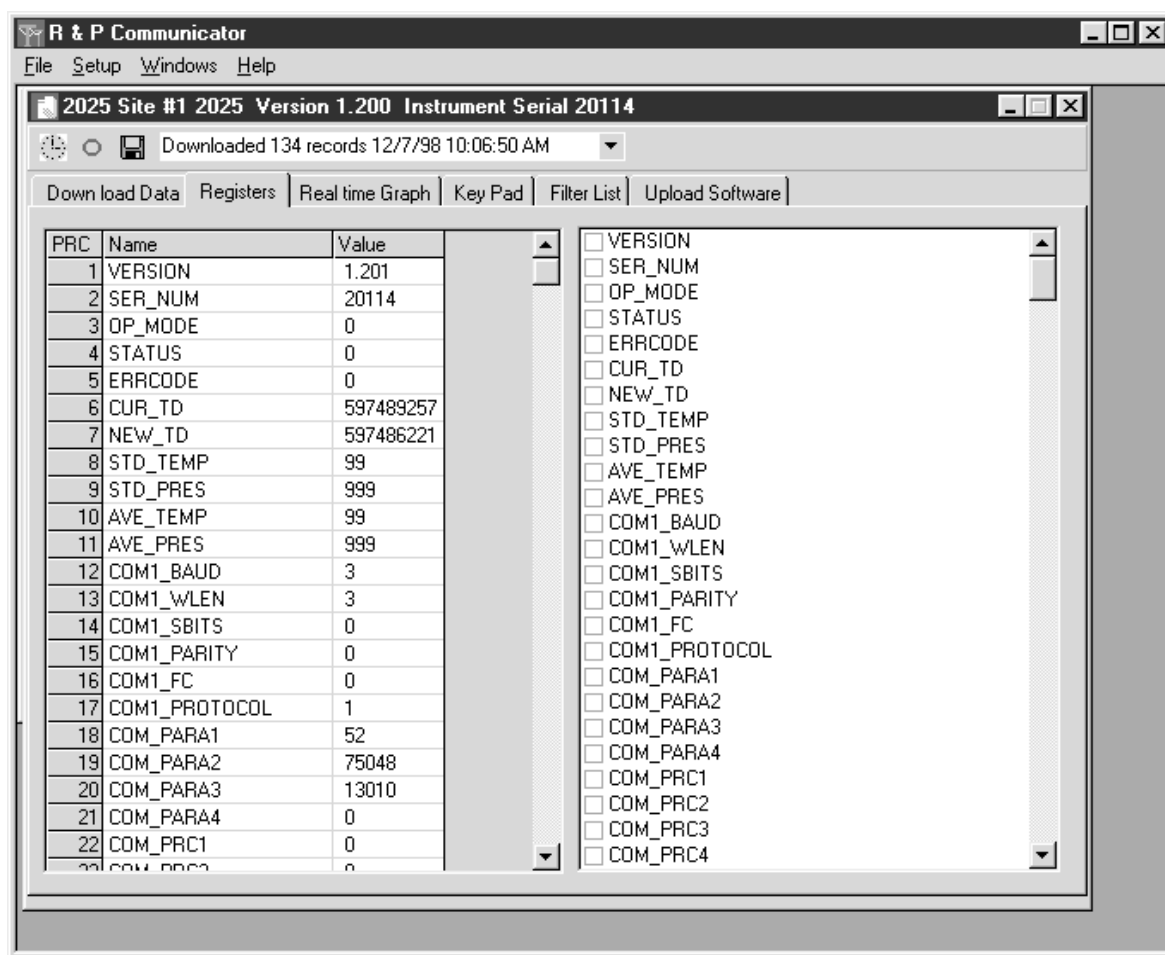 R & P Communicator
File Setup Windows Help
2025 Site #1 2025 Version 1.200 Instrument Serial 20114
Downloaded 134 records 12/7/98 10:06:50 AM
Down load Data Registers Real time Graph Key Pad Filter List Upload Software
PRC Name Value
1 VERSION 1.201
2 SER_NUM 20114
3 OP_MODE 0
4 STATUS 0
5 ERRCODE 0
6 CUR_TD 597489257
7 NEW_TD 597486221
8 STD_TEMP 99
9 STD_PRES 999
10 AVE_TEMP 99
11 AVE_PRES 999
12 COM1_BAUD 3
13 COM1_WLEN 3
14 COM1_SBITS 0
15 COM1_PARITY 0
16 COM1_FC 0
17 COM1_PROTOCOL 1
18 COM_PARA1 52
19 COM_PARA2 75048
20 COM_PARA3 13010
21 COM_PARA4 0
22 COM_PRC1 0
VERSION
SER_NUM
OP_MODE
STATUS
ERRCODE
CUR_TD
NEW_TD
STD_TEMP
STD_PRES
AVE_TEMP
AVE_PRES
COM1_BAUD
COM1_WLEN
COM1_SBITS
COM1_PARITY
COM1_FC
COM1_PROTOCOL
COM_PARA1
COM_PARA2
COM_PARA3
COM_PARA4
COM_PRC1
COM_PRC2
COM_PRC3
COM_PRC4